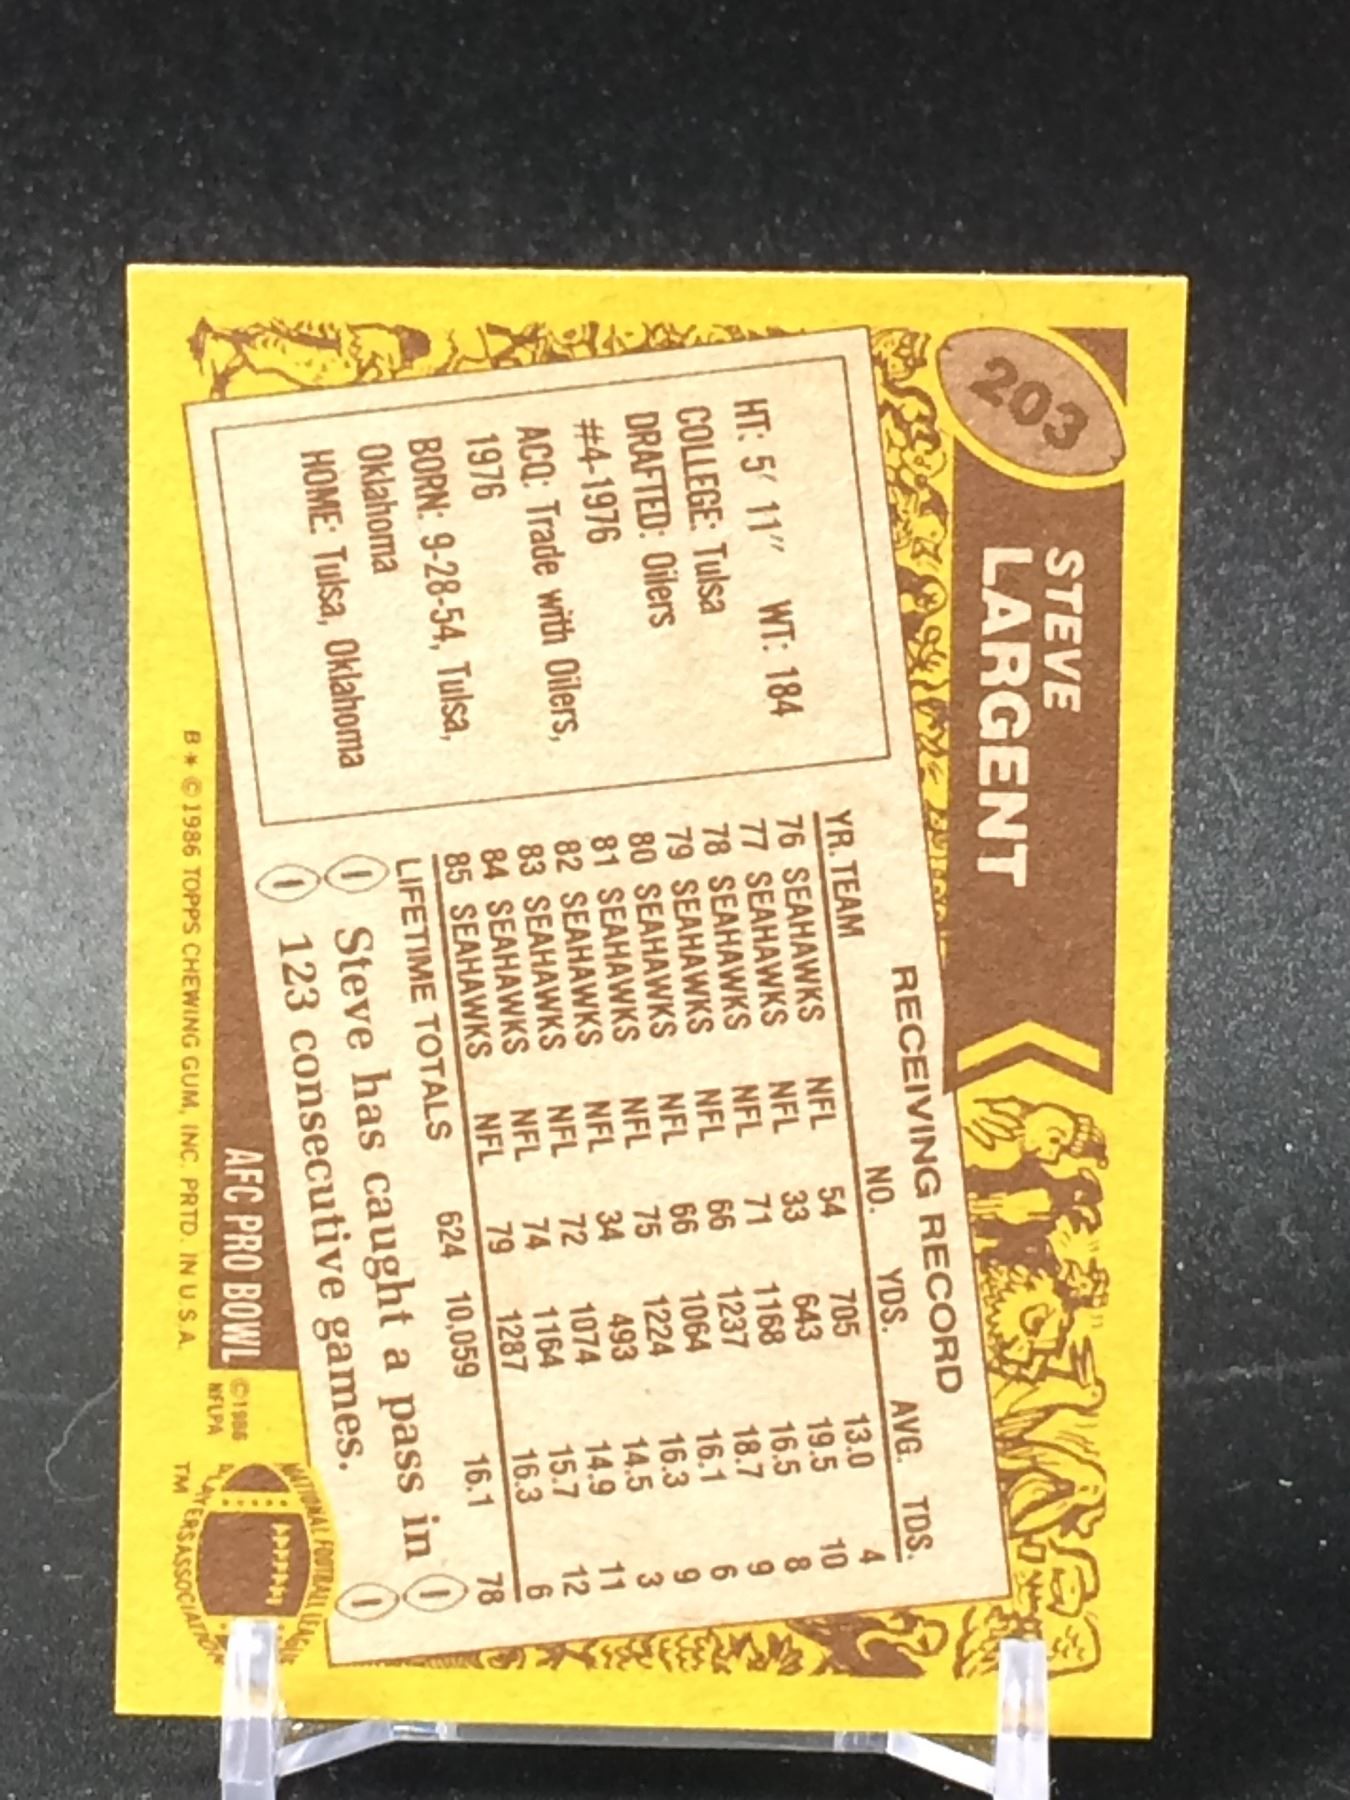 203
STEVE
LARGENT
HT: 5' 11" WT: 184
COLLEGE: Tulsa
DRAFTED: Oilers
#4-1976
ACQ: Trade with Oilers,
1976
BORN: 9-28-54, Tulsa,
Oklahoma
HOME: Tulsa, Oklahoma
RECEIVING RECORD
YR. TEAM NO. YDS. AVG. TDS.
76 SEAHAWKS NFL 54 705 13.0 4
77 SEAHAWKS NFL 33 643 19.5 10
78 SEAHAWKS NFL 71 1168 16.5 8
79 SEAHAWKS NFL 66 1237 18.7 9
80 SEAHAWKS NFL 66 1064 16.1 6
81 SEAHAWKS NFL 75 1224 16.3 9
82 SEAHAWKS NFL 34 493 14.5 3
83 SEAHAWKS NFL 72 1074 14.9 11
84 SEAHAWKS NFL 74 1164 15.7 12
85 SEAHAWKS NFL 79 1287 16.3 6
LIFETIME TOTALS 624 10,059 16.1 78
Steve has caught a pass in
123 consecutive games.
AFC PRO BOWL
©1986
NFLPA
NATIONAL FOOTBALL LEAGUE
PLAYERS ASSOCIATION
TM
B * © 1986 TOPPS CHEWING GUM, INC. PRTD. IN U.S.A.